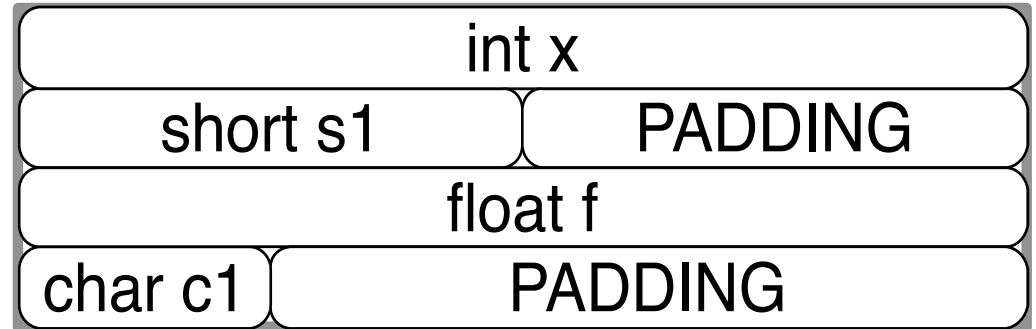 int x
short s1 PADDING
float f
char c1 PADDING